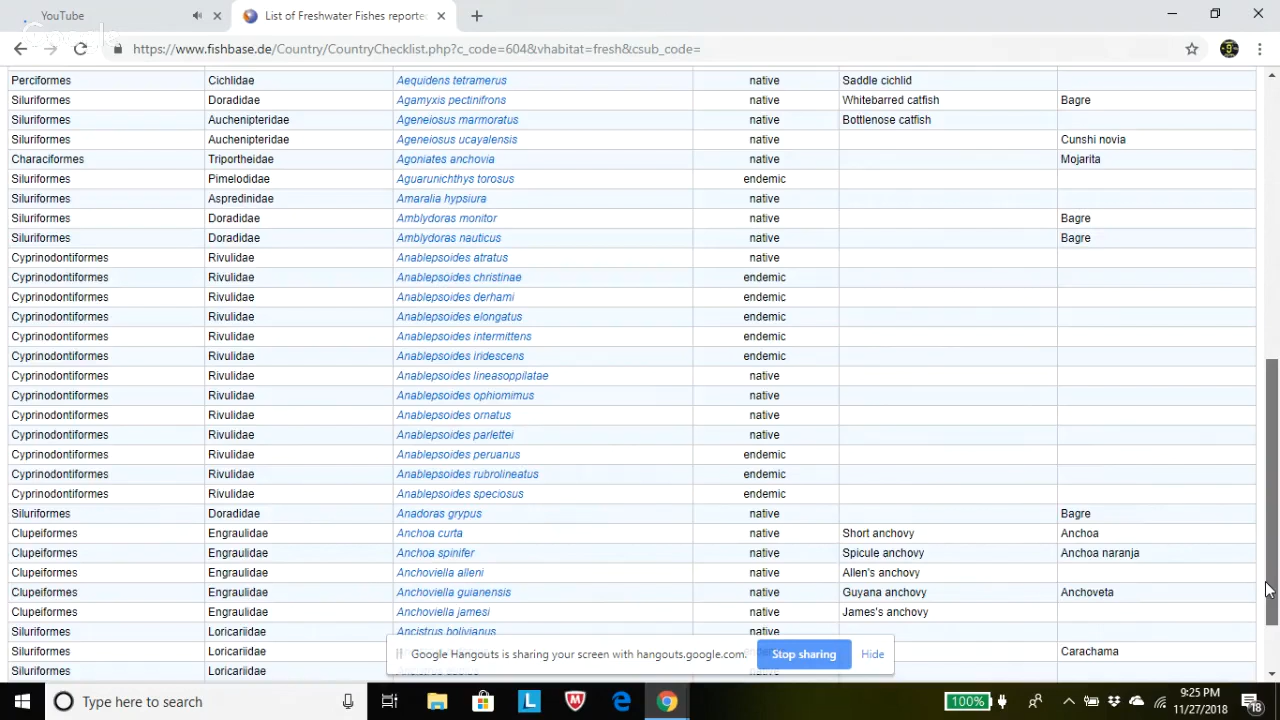 YouTube
List of Freshwater Fishes reporte
Google
https://www.fishbase.de/Country/CountryChecklist.php?c_code=604&vhabitat=fresh&csub_code=
Perciformes Cichlidae Aequidens tetramerus native Saddle cichlid
Siluriformes Doradidae Agamyxis pectinifrons native Whitebarred catfish Bagre
Siluriformes Auchenipteridae Ageneiosus marmoratus native Bottlenose catfish
Siluriformes Auchenipteridae Ageneiosus ucayalensis native Cunshi novia
Characiformes Triportheidae Agoniates anchovia native Mojarita
Siluriformes Pimelodidae Aguarunichthys torosus endemic
Siluriformes Aspredinidae Amaralia hypsiura native
Siluriformes Doradidae Amblydoras monitor native Bagre
Siluriformes Doradidae Amblydoras nauticus native Bagre
Cyprinodontiformes Rivulidae Anablepsoides atratus native
Cyprinodontiformes Rivulidae Anablepsoides christinae endemic
Cyprinodontiformes Rivulidae Anablepsoides derhami endemic
Cyprinodontiformes Rivulidae Anablepsoides elongatus endemic
Cyprinodontiformes Rivulidae Anablepsoides intermittens endemic
Cyprinodontiformes Rivulidae Anablepsoides iridescens endemic
Cyprinodontiformes Rivulidae Anablepsoides lineasoppilatae native
Cyprinodontiformes Rivulidae Anablepsoides ophiomimus native
Cyprinodontiformes Rivulidae Anablepsoides ornatus native
Cyprinodontiformes Rivulidae Anablepsoides parlettei native
Cyprinodontiformes Rivulidae Anablepsoides peruanus endemic
Cyprinodontiformes Rivulidae Anablepsoides rubrolineatus endemic
Cyprinodontiformes Rivulidae Anablepsoides speciosus endemic
Siluriformes Doradidae Anadoras grypus native Bagre
Clupeiformes Engraulidae Anchoa curta native Short anchovy Anchoa
Clupeiformes Engraulidae Anchoa spinifer native Spicule anchovy Anchoa naranja
Clupeiformes Engraulidae Anchoviella alleni native Allen's anchovy
Clupeiformes Engraulidae Anchoviella guianensis native Guyana anchovy Anchoveta
Clupeiformes Engraulidae Anchoviella jamesi native James's anchovy
Siluriformes Loricariidae Ancistrus bolivianus native
Siluriformes Loricariidae Carachama
Google Hangouts is sharing your screen with hangouts.google.com. Stop sharing Hide
Siluriformes Loricariidae
Type here to search
100%
8:25 PM
11/27/2018
18